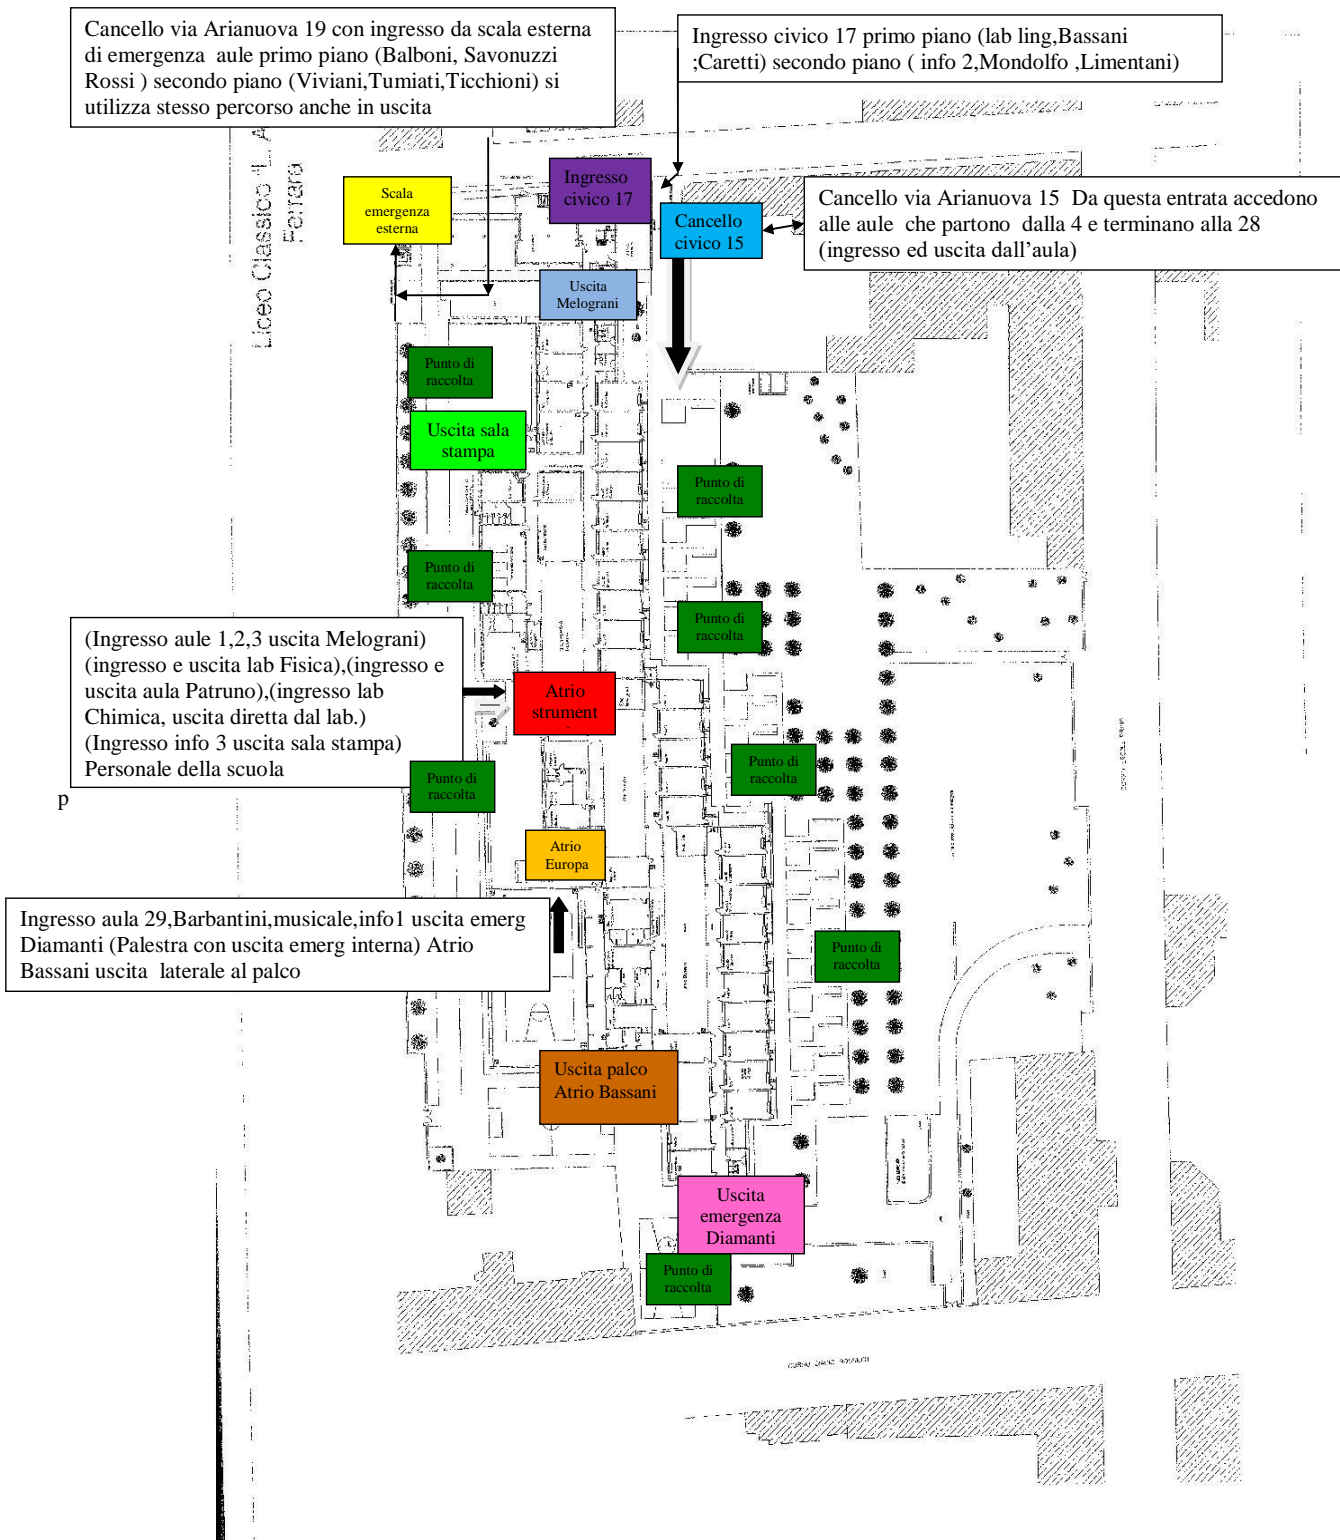 Cancello via Arianuova 19 con ingresso da scala esterna
di emergenza aule primo piano (Balboni, Savonuzzi
Rossi ) secondo piano (Viviani,Tumiati,Ticchioni) si
utilizza stesso percorso anche in uscita
Ingresso civico 17 primo piano (lab ling,Bassani
;Caretti) secondo piano ( info 2,Mondolfo ,Limentani)
Liceo Classico "L. A
Ferrara
Scala
emergenza
esterna
Ingresso
civico 17
Cancello
civico 15
Cancello via Arianuova 15 Da questa entrata accedono
alle aule che partono dalla 4 e terminano alla 28
(ingresso ed uscita dall'aula)
Uscita
Melograni
Punto di
raccolta
Uscita sala
stampa
Punto di
raccolta
Punto di
raccolta
Punto di
raccolta
(Ingresso aule 1,2,3 uscita Melograni)
(ingresso e uscita lab Fisica),(ingresso e
uscita aula Patruno),(ingresso lab
Chimica, uscita diretta dal lab.)
(Ingresso info 3 uscita sala stampa)
Personale della scuola
p
Atrio
strument
Punto di
raccolta
Punto di
raccolta
Atrio
Europa
Ingresso aula 29,Barbantini,musicale,info1 uscita emerg
Diamanti (Palestra con uscita emerg interna) Atrio
Bassani uscita laterale al palco
Punto di
raccolta
Uscita palco
Atrio Bassani
Uscita
emergenza
Diamanti
Punto di
raccolta